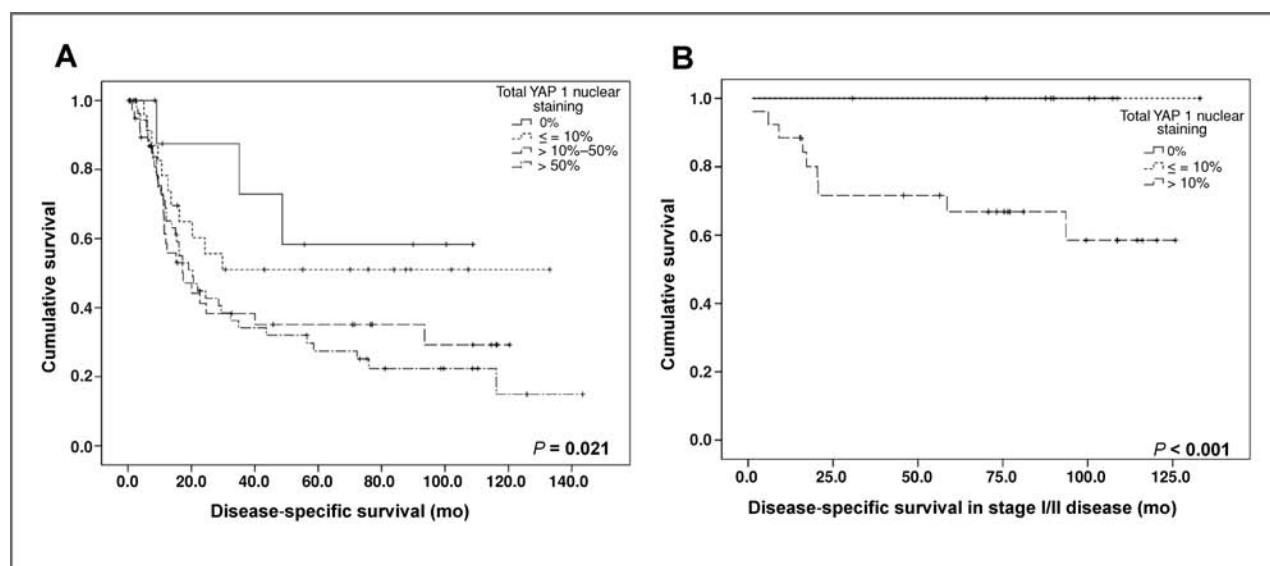 A
Total YAP 1 nuclear
staining
0%
≤ = 10%
> 10%–50%
> 50%
Cumulative survival
1.0
0.8
0.6
0.4
0.2
0.0
P = 0.021
0.0 20.0 40.0 60.0 80.0 100.0 120.0 140.0
Disease-specific survival (mo)
B
Total YAP 1 nuclear
staining
0%
≤ = 10%
> 10%
Cumulative survival
1.0
0.8
0.6
0.4
0.2
0.0
P < 0.001
0.0 25.0 50.0 75.0 100.0 125.0
Disease-specific survival in stage I/II disease (mo)